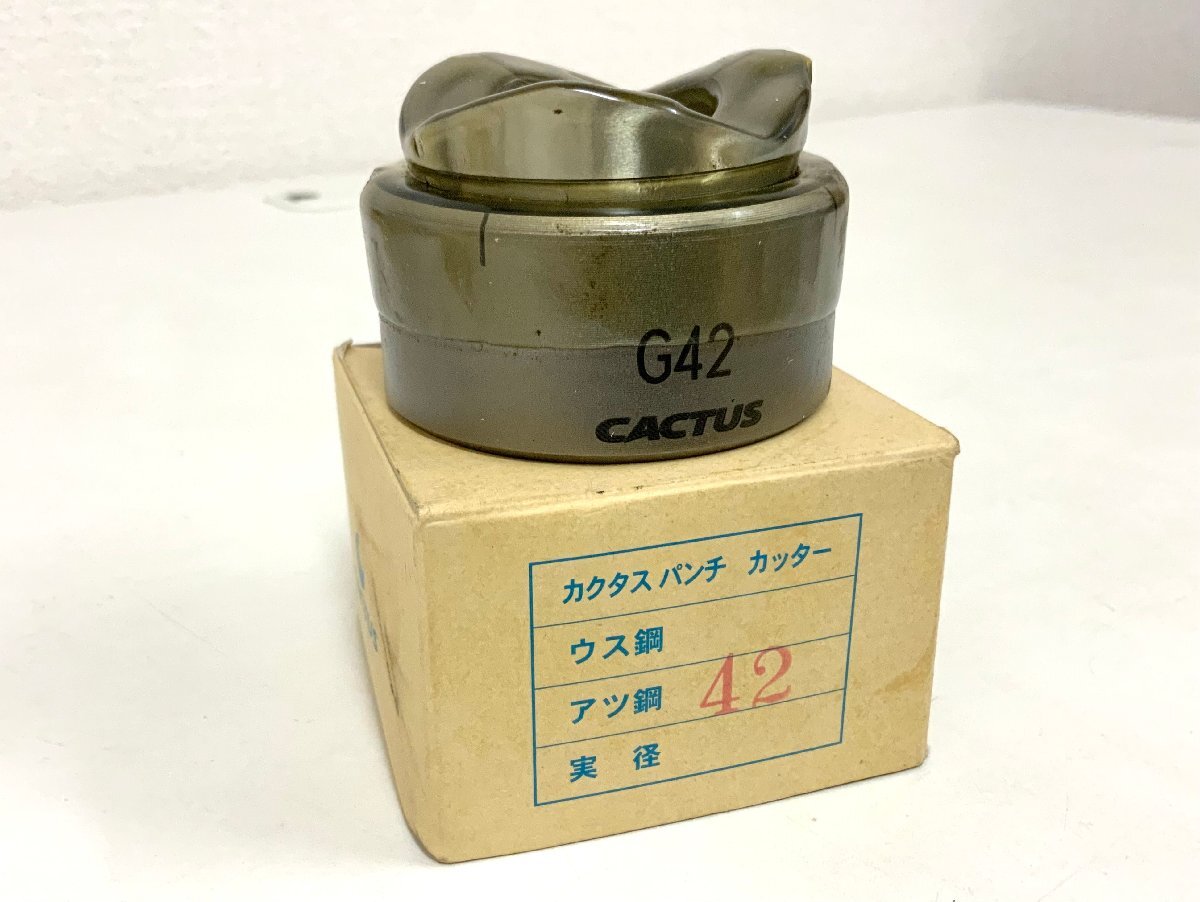 G42
CACTUS
カクタス パンチ カッター
ウス鋼
アツ鋼 42
実 径